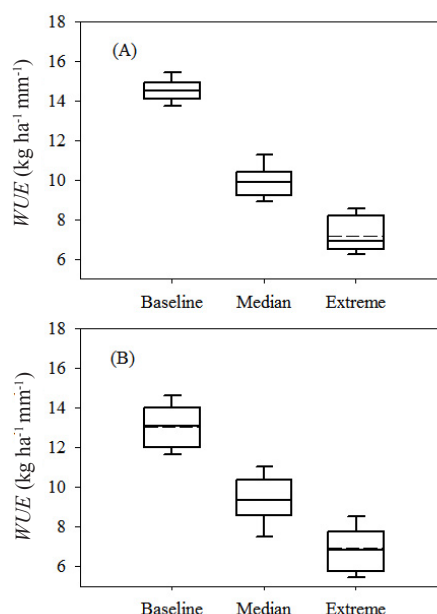 18
(A)
16
14
12
10
8
6
WUE (kg ha⁻¹ mm⁻¹)
Baseline Median Extreme
18
(B)
16
14
12
10
8
6
WUE (kg ha⁻¹ mm⁻¹)
Baseline Median Extreme